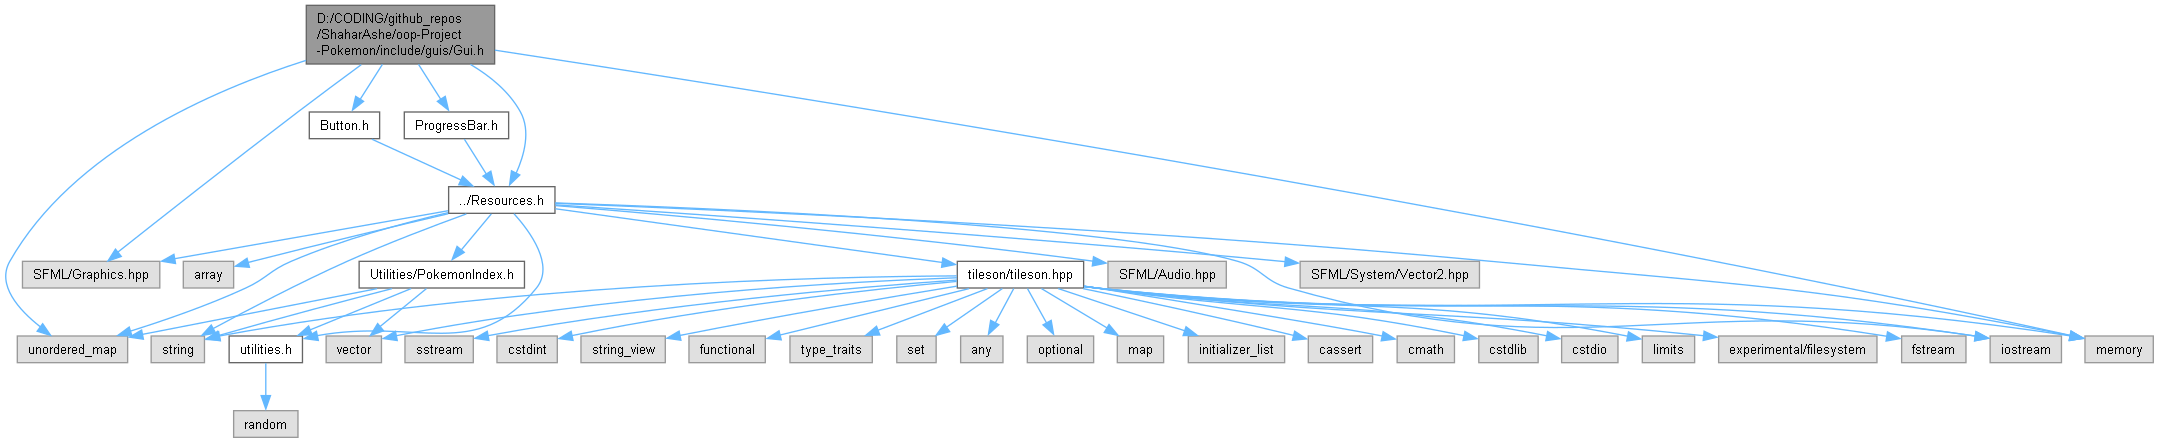 D:/CODING/github_repos
/ShaharAshe/oop-Project
-Pokemon/include/guis/Gui.h
Button.h
ProgressBar.h
../Resources.h
SFML/Graphics.hpp
array
Utilities/PokemonIndex.h
tileson/tileson.hpp
SFML/Audio.hpp
SFML/System/Vector2.hpp
unordered_map
string
utilities.h
vector
sstream
cstdint
string_view
functional
type_traits
set
any
optional
map
initializer_list
cassert
cmath
cstdlib
cstdio
limits
experimental/filesystem
fstream
iostream
memory
random